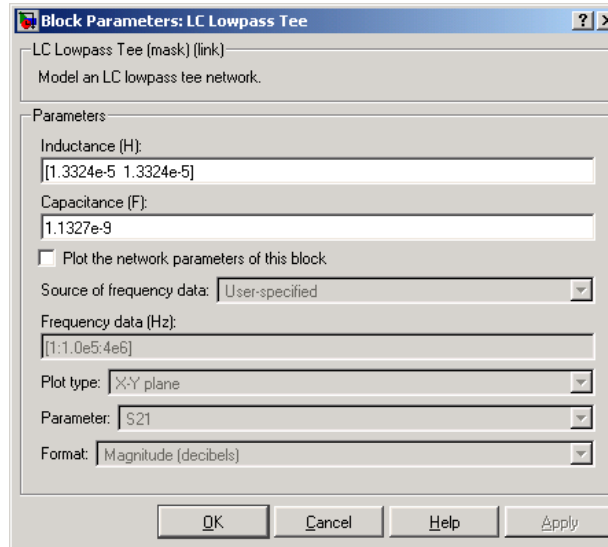 Block Parameters: LC Lowpass Tee
LC Lowpass Tee (mask) (link)
Model an LC lowpass tee network.
Parameters
Inductance (H):
[1.3324e-5 1.3324e-5]
Capacitance (F):
1.1327e-9
Plot the network parameters of this block
Source of frequency data: User-specified
Frequency data (Hz):
[1:1.0e5:4e6]
Plot type: X-Y plane
Parameter: S21
Format: Magnitude (decibels)
OK Cancel Help Apply